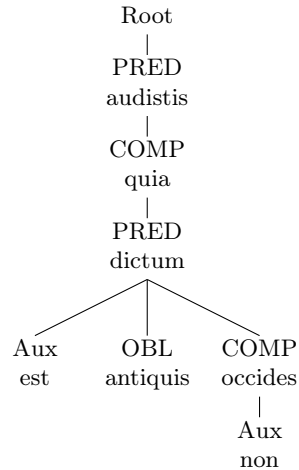 Root
PRED
audistis
COMP
quia
PRED
dictum
Aux OBL COMP
est antiquis occides
Aux
non